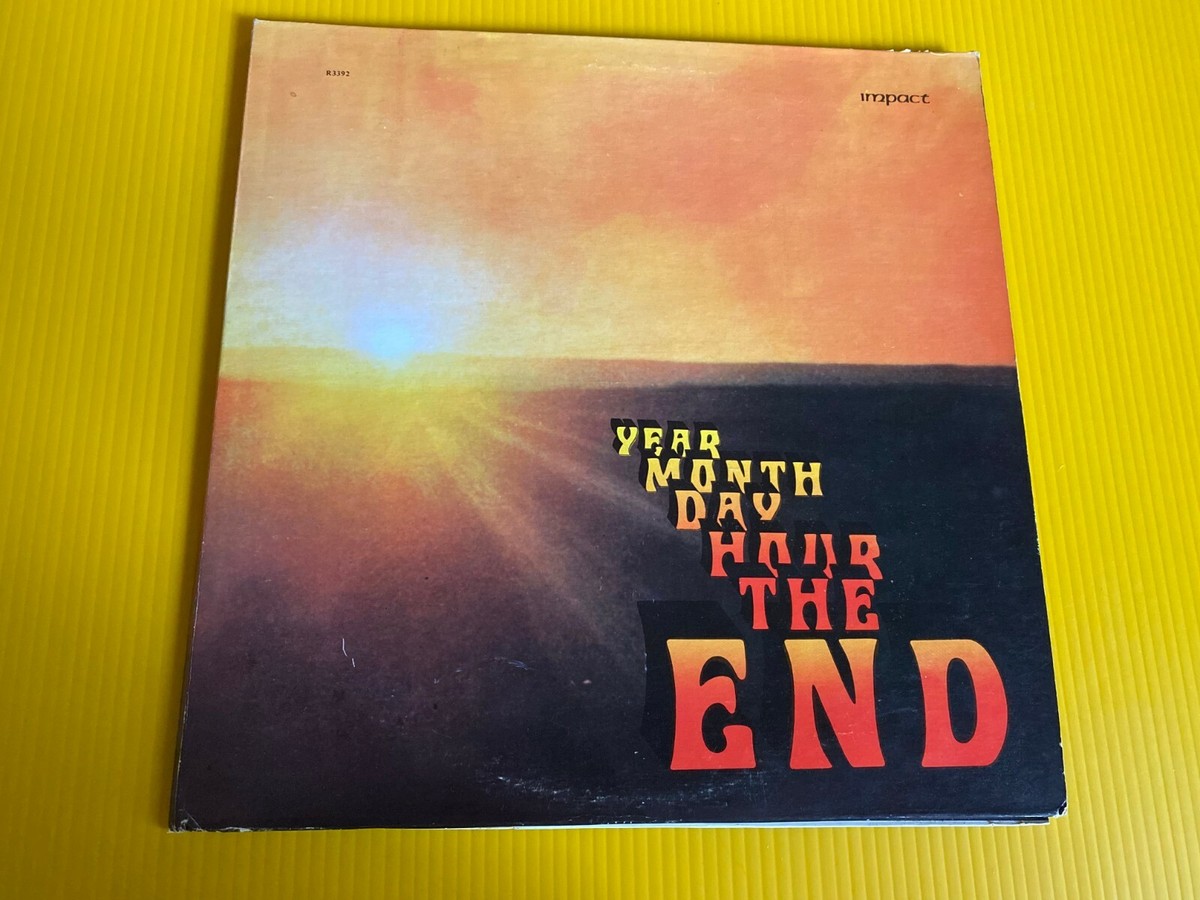 R3392
impact
YEAR
MONTH
DAY
HOUR
THE
END